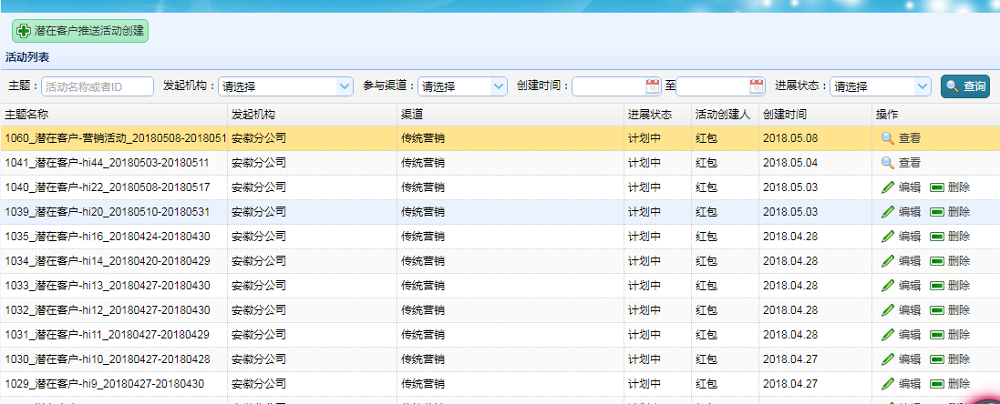 潜在客户推送活动创建
活动列表
主题： 活动名称或者ID 发起机构： 请选择 参与渠道： 请选择 创建时间： 至 进展状态： 请选择 查询
主题名称 发起机构 渠道 进展状态 活动创建人 创建时间 操作
1060_潜在客户-营销活动_20180508-2018051 安徽分公司 传统营销 计划中 红包 2018.05.08 查看
1041_潜在客户-hi44_20180503-20180511 安徽分公司 传统营销 计划中 红包 2018.05.04 查看
1040_潜在客户-hi22_20180508-20180517 安徽分公司 传统营销 计划中 红包 2018.05.03 编辑 删除
1039_潜在客户-hi20_20180510-20180531 安徽分公司 传统营销 计划中 红包 2018.05.03 编辑 删除
1035_潜在客户-hi16_20180424-20180430 安徽分公司 传统营销 计划中 红包 2018.04.28 编辑 删除
1034_潜在客户-hi14_20180420-20180429 安徽分公司 传统营销 计划中 红包 2018.04.28 编辑 删除
1033_潜在客户-hi13_20180427-20180430 安徽分公司 传统营销 计划中 红包 2018.04.28 编辑 删除
1032_潜在客户-hi12_20180427-20180430 安徽分公司 传统营销 计划中 红包 2018.04.28 编辑 删除
1031_潜在客户-hi11_20180427-20180429 安徽分公司 传统营销 计划中 红包 2018.04.28 编辑 删除
1030_潜在客户-hi10_20180427-20180428 安徽分公司 传统营销 计划中 红包 2018.04.27 编辑 删除
1029_潜在客户-hi9_20180427-20180430 安徽分公司 传统营销 计划中 红包 2018.04.27 编辑 删除